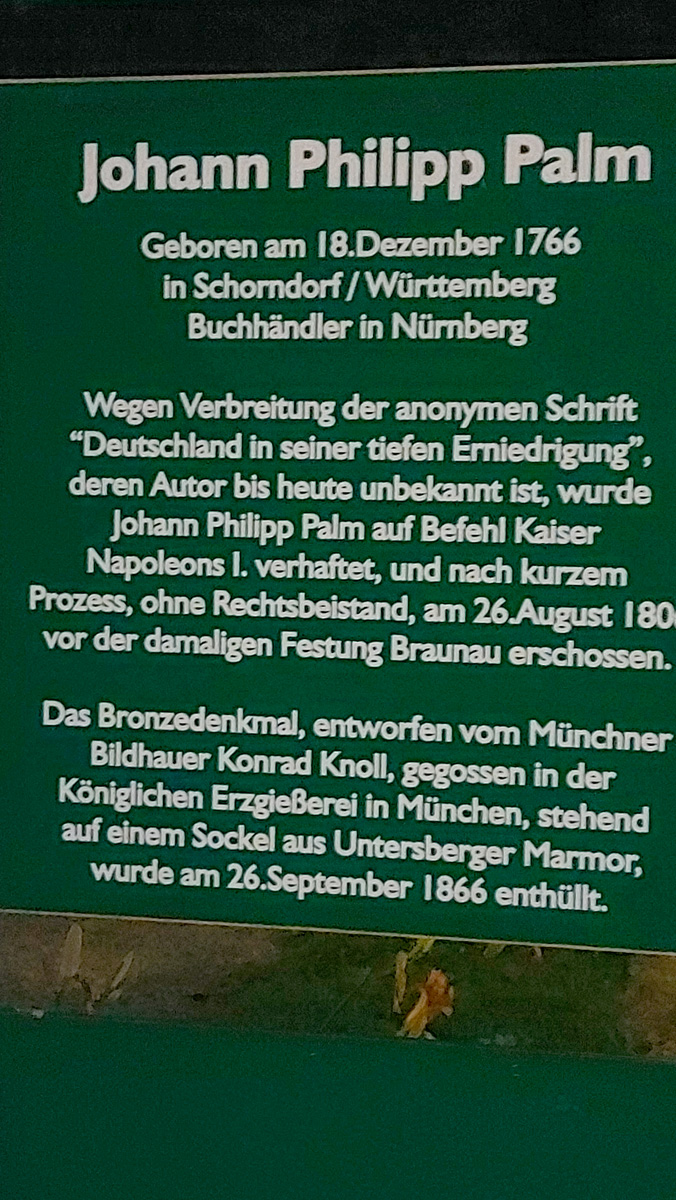 Johann Philipp Palm
Geboren am 18.Dezember 1766
in Schorndorf/Württemberg
Buchhändler in Nürnberg
Wegen Verbreitung der anonymen Schrift
“Deutschland in seiner tiefen Erniedrigung”,
deren Autor bis heute unbekannt ist, wurde
Johann Philipp Palm auf Befehl Kaiser
Napoleons I. verhaftet, und nach kurzem
Prozess, ohne Rechtsbeistand, am 26.August
vor der damaligen Festung Braunau erschossen.
Das Bronzedenkmal, entworfen vom Münchner
Bildhauer Konrad Knoll, gegossen in der
Königlichen Erzgießerei in München, stehend
auf einem Sockel aus Untersberger Marmor,
wurde am 26.September 1866 enthüllt.